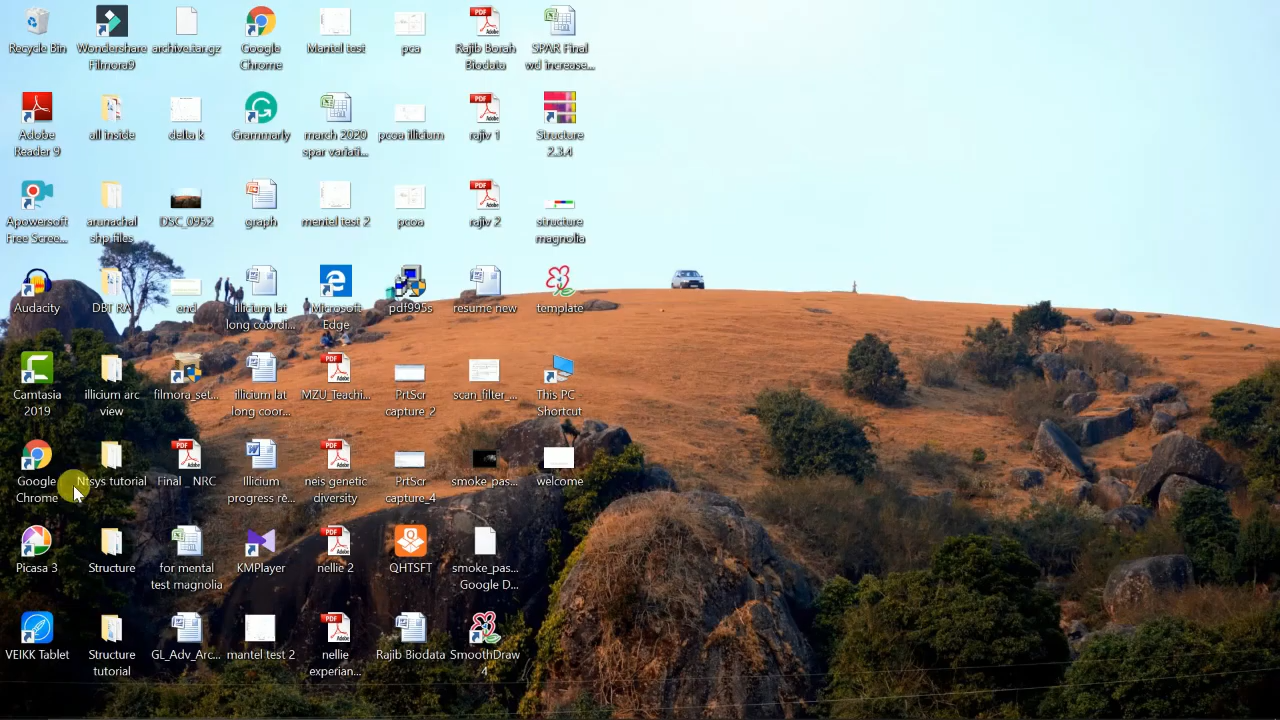 Recycle Bin
Wondershare
Filmora9
archive.tar.gz
Google
Chrome
Mantel test
pca
Rajib Borah
Biodata
SPAR Final
wd increase...
Adobe
Reader 9
all inside
delta k
Grammarly
march 2020
spar variati...
pcoa illicium
rajiv 1
Structure
2.3.4
Apowersoft
Free Scree...
arunachal
shp files
DSC_0952
graph
mentel test 2
pcoa
rajiv 2
structure
magnolia
Audacity
DBT RA
end
illicium lat
long coordi...
Microsoft
Edge
pdf995s
resume new
template
Camtasia
2019
illicium arc
view
filmora_set...
illicium lat
long coor...
MZU_Teachi...
PrtScr
capture_2
scan_filter_...
This PC
Shortcut
Google
Chrome
Ntsys tutorial
Final _ NRC
Illicium
progress re...
neis genetic
diversity
PrtScr
capture_4
smoke_pas...
welcome
Picasa 3
Structure
for mental
test magnolia
KMPlayer
nellie 2
QHTSFT
smoke_pas...
Google D...
VEIKK Tablet
Structure
tutorial
GL_Adv_Arc...
mantel test 2
nellie
experian...
Rajib Biodata
SmoothDraw
4